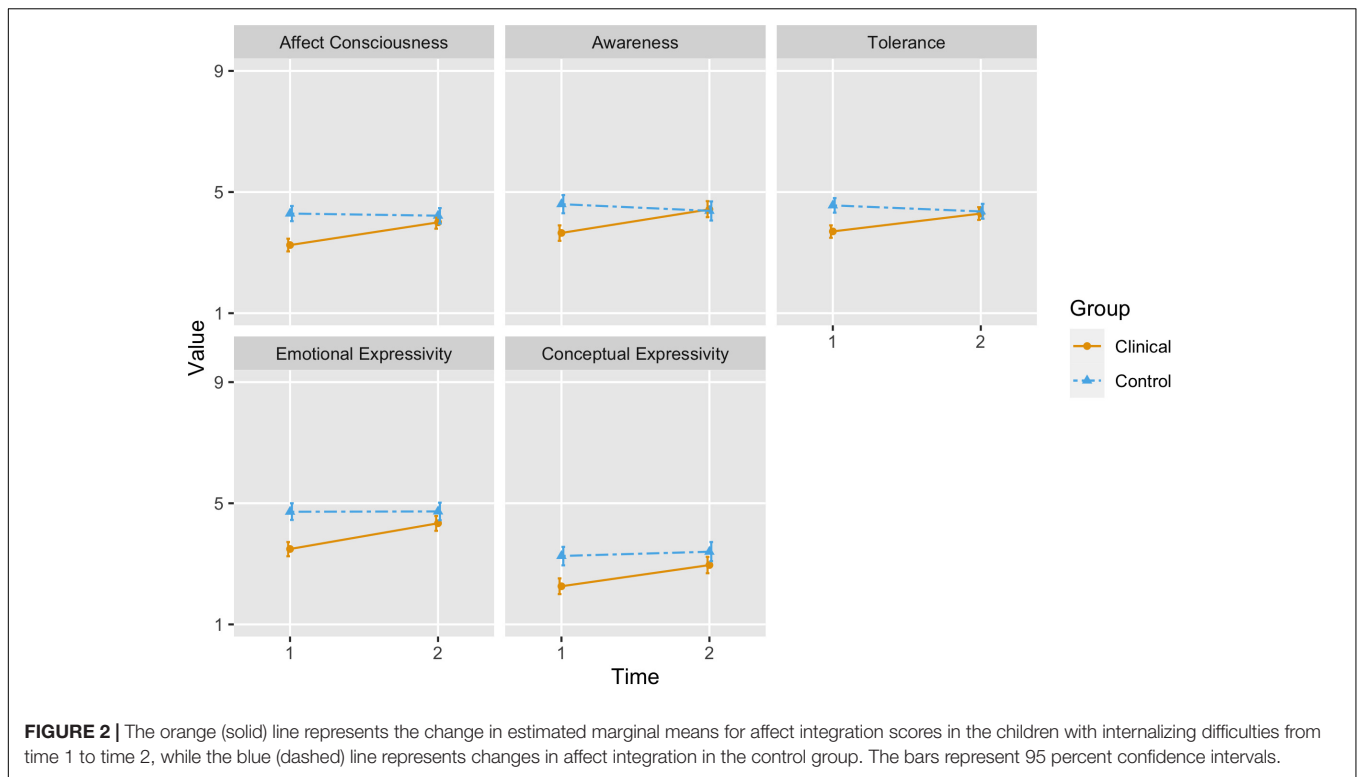 Affect Consciousness
Awareness
Tolerance
9
5
1
1
2
Emotional Expressivity
Conceptual Expressivity
9
5
1
1
2
1
2
Value
Time
Group
Clinical
Control
FIGURE 2 | The orange (solid) line represents the change in estimated marginal means for affect integration scores in the children with internalizing difficulties from
time 1 to time 2, while the blue (dashed) line represents changes in affect integration in the control group. The bars represent 95 percent confidence intervals.